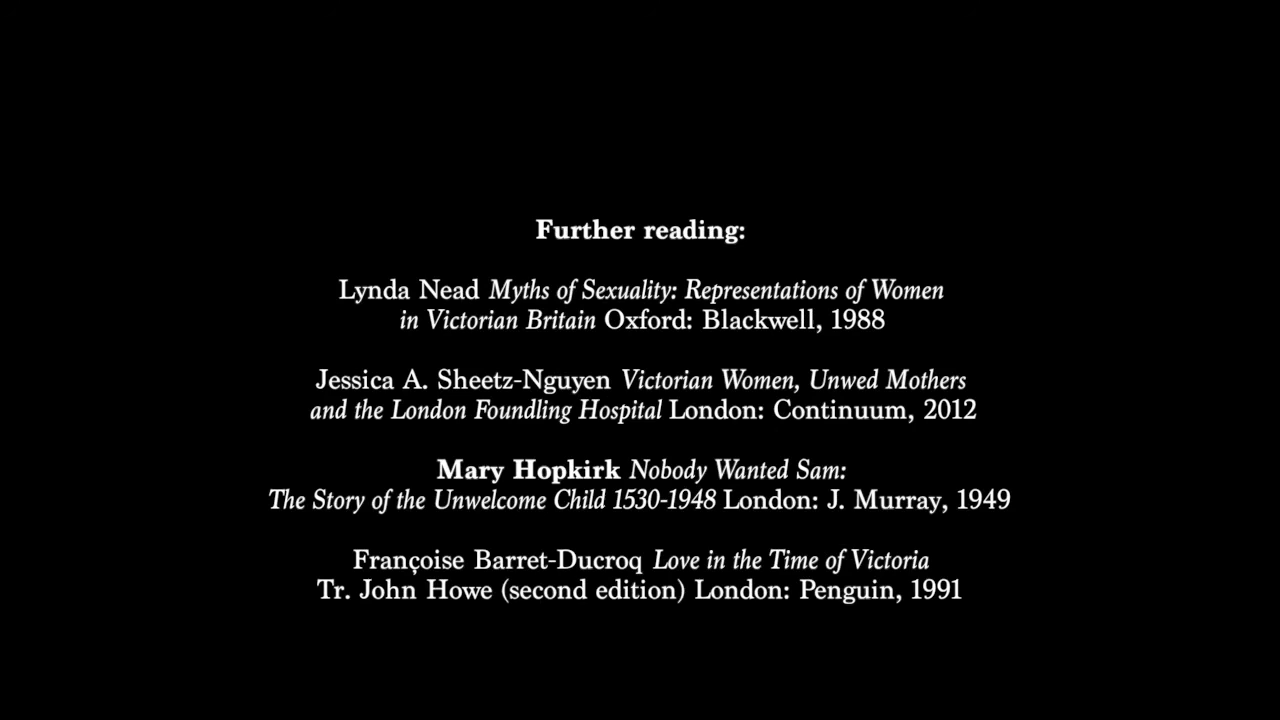 Further reading:
Lynda Nead Myths of Sexuality: Representations of Women
in Victorian Britain Oxford: Blackwell, 1988
Jessica A. Sheetz-Nguyen Victorian Women, Unwed Mothers
and the London Foundling Hospital London: Continuum, 2012
Mary Hopkirk Nobody Wanted Sam:
The Story of the Unwelcome Child 1530-1948 London: J. Murray, 1949
Françoise Barret-Ducroq Love in the Time of Victoria
Tr. John Howe (second edition) London: Penguin, 1991